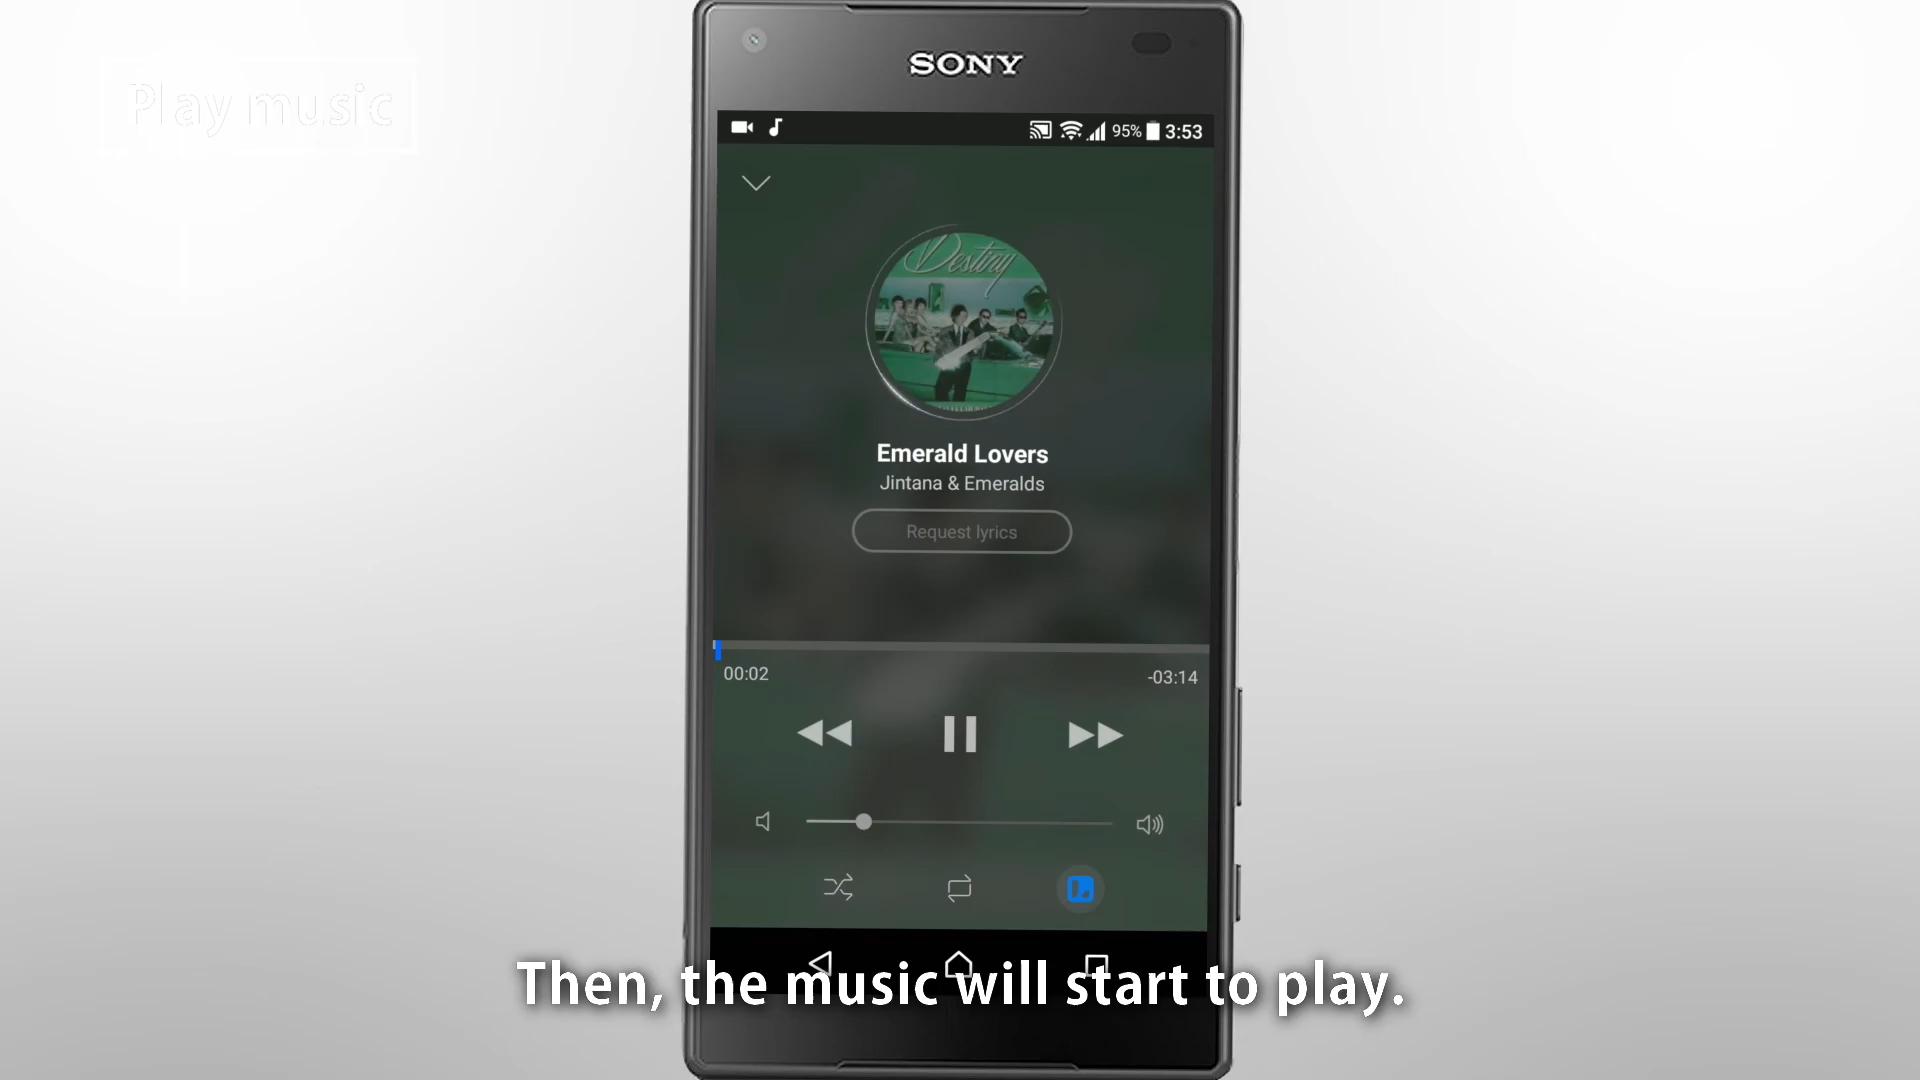 Play music
SONY
95% 3:53
Destiny
Emerald Lovers
Jintana & Emeralds
Request lyrics
00:02
-03:14
Then, the music will start to play.